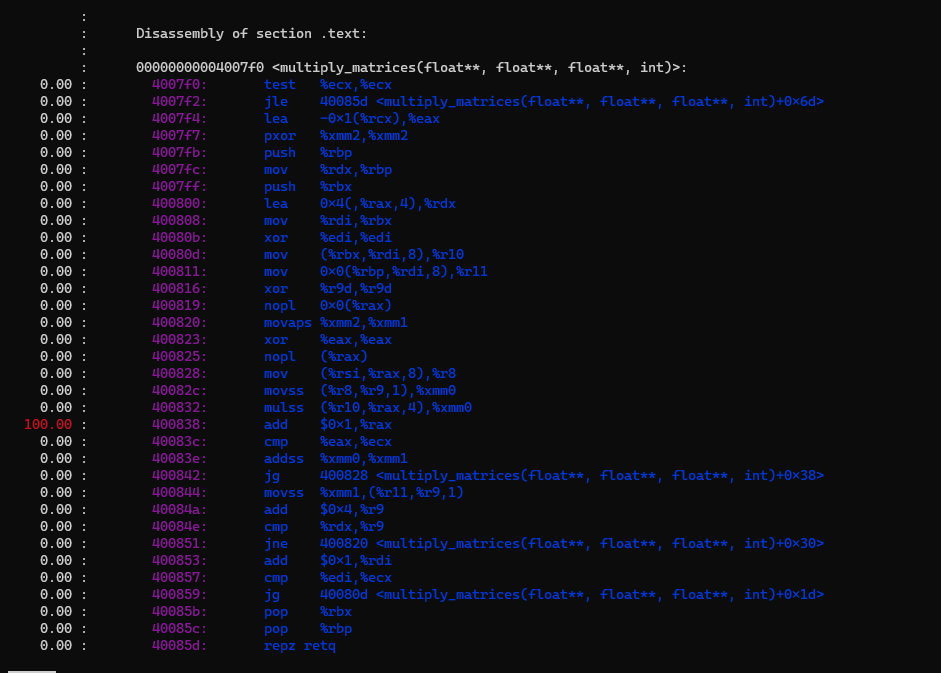 :
: Disassembly of section .text:
:
: 00000000004007f0 <multiply_matrices(float**, float**, float**, int)>:
0.00 : 4007f0: test %ecx,%ecx
0.00 : 4007f2: jle 40085d <multiply_matrices(float**, float**, float**, int)+0x6d>
0.00 : 4007f4: lea -0x1(%rcx),%eax
0.00 : 4007f7: pxor %xmm2,%xmm2
0.00 : 4007fb: push %rbp
0.00 : 4007fc: mov %rdx,%rbp
0.00 : 4007ff: push %rbx
0.00 : 400800: lea 0x4(,%rax,4),%rdx
0.00 : 400808: mov %rdi,%rbx
0.00 : 40080b: xor %edi,%edi
0.00 : 40080d: mov (%rbx,%rdi,8),%r10
0.00 : 400811: mov 0x0(%rbp,%rdi,8),%r11
0.00 : 400816: xor %r9d,%r9d
0.00 : 400819: nopl 0x0(%rax)
0.00 : 400820: movaps %xmm2,%xmm1
0.00 : 400823: xor %eax,%eax
0.00 : 400825: nopl (%rax)
0.00 : 400828: mov (%rsi,%rax,8),%r8
0.00 : 40082c: movss (%r8,%r9,1),%xmm0
0.00 : 400832: mulss (%r10,%rax,4),%xmm0
100.00 : 400838: add $0x1,%rax
0.00 : 40083c: cmp %eax,%ecx
0.00 : 40083e: addss %xmm0,%xmm1
0.00 : 400842: jg 400828 <multiply_matrices(float**, float**, float**, int)+0x38>
0.00 : 400844: movss %xmm1,(%r11,%r9,1)
0.00 : 40084a: add $0x4,%r9
0.00 : 40084e: cmp %rdx,%r9
0.00 : 400851: jne 400820 <multiply_matrices(float**, float**, float**, int)+0x30>
0.00 : 400853: add $0x1,%rdi
0.00 : 400857: cmp %edi,%ecx
0.00 : 400859: jg 40080d <multiply_matrices(float**, float**, float**, int)+0x1d>
0.00 : 40085b: pop %rbx
0.00 : 40085c: pop %rbp
0.00 : 40085d: repz retq